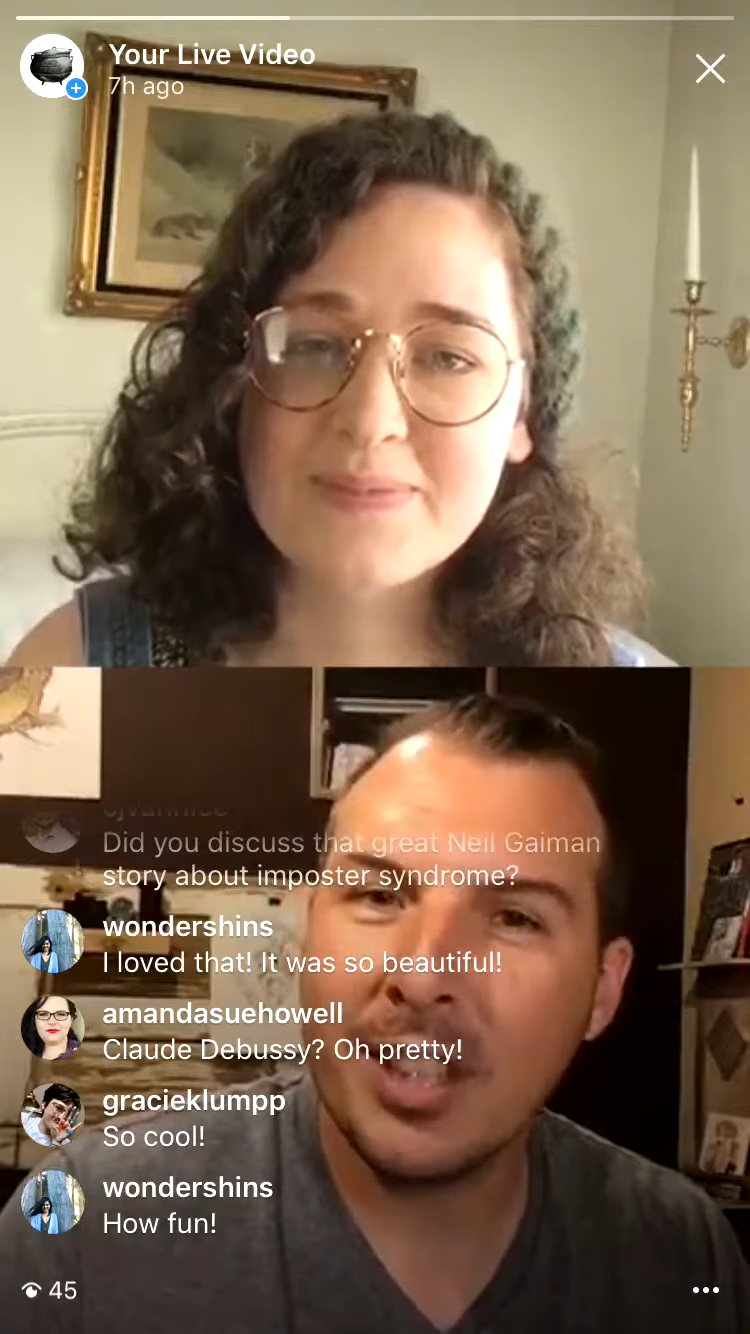 Your Live Video
7h ago
Did you discuss that great Neil Gaiman
story about imposter syndrome?
wondershins
I loved that! It was so beautiful!
amandasuehowell
Claude Debussy? Oh pretty!
gracieklumpp
So cool!
wondershins
How fun!
45